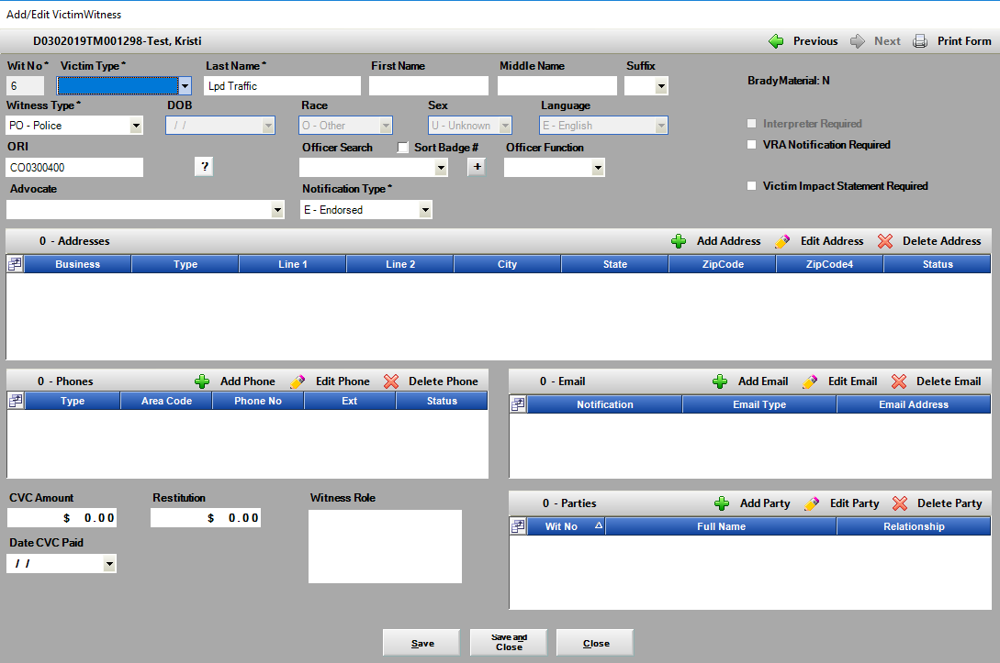 Add/Edit VictimWitness
D0302019TM001298-Test, Kristi
Previous Next Print Form
Wit No * Victim Type * Last Name * First Name Middle Name Suffix
6 Lpd Traffic
Brady Material: N
Witness Type * DOB Race Sex Language
PO - Police / / O - Other U - Unknown E - English
Interpreter Required
ORI Officer Search Sort Badge # Officer Function
VRA Notification Required
CO0300400 ? +
Advocate Notification Type *
Victim Impact Statement Required
E - Endorsed
0 - Addresses Add Address Edit Address Delete Address
Business Type Line 1 Line 2 City State ZipCode ZipCode4 Status
0 - Phones Add Phone Edit Phone Delete Phone
Type Area Code Phone No Ext Status
0 - Email Add Email Edit Email Delete Email
Notification Email Type Email Address
CVC Amount Restitution Witness Role
$ 0.00 $ 0.00
Date CVC Paid
/ /
0 - Parties Add Party Edit Party Delete Party
Wit No Full Name Relationship
Save Save and Close Close